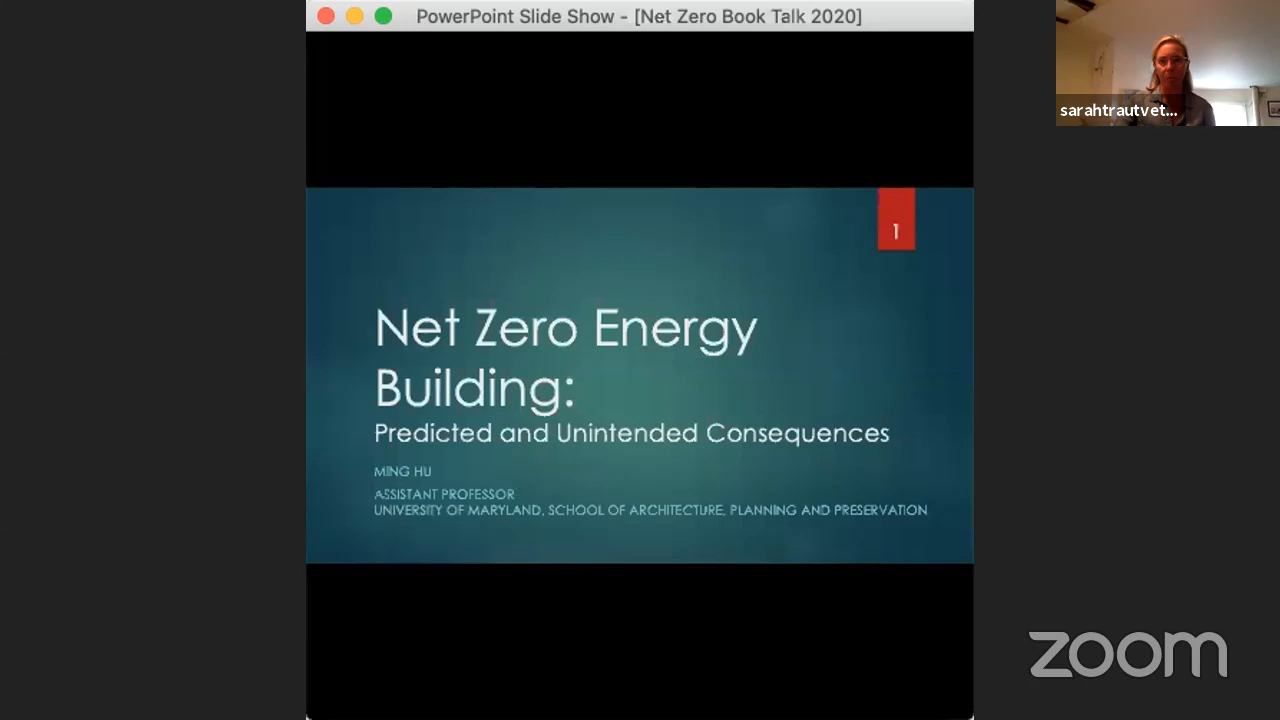 PowerPoint Slide Show - [Net Zero Book Talk 2020]
sarahtrautvet...
1
Net Zero Energy
Building:
Predicted and Unintended Consequences
MING HU
ASSISTANT PROFESSOR
UNIVERSITY OF MARYLAND, SCHOOL OF ARCHITECTURE, PLANNING AND PRESERVATION
zoom